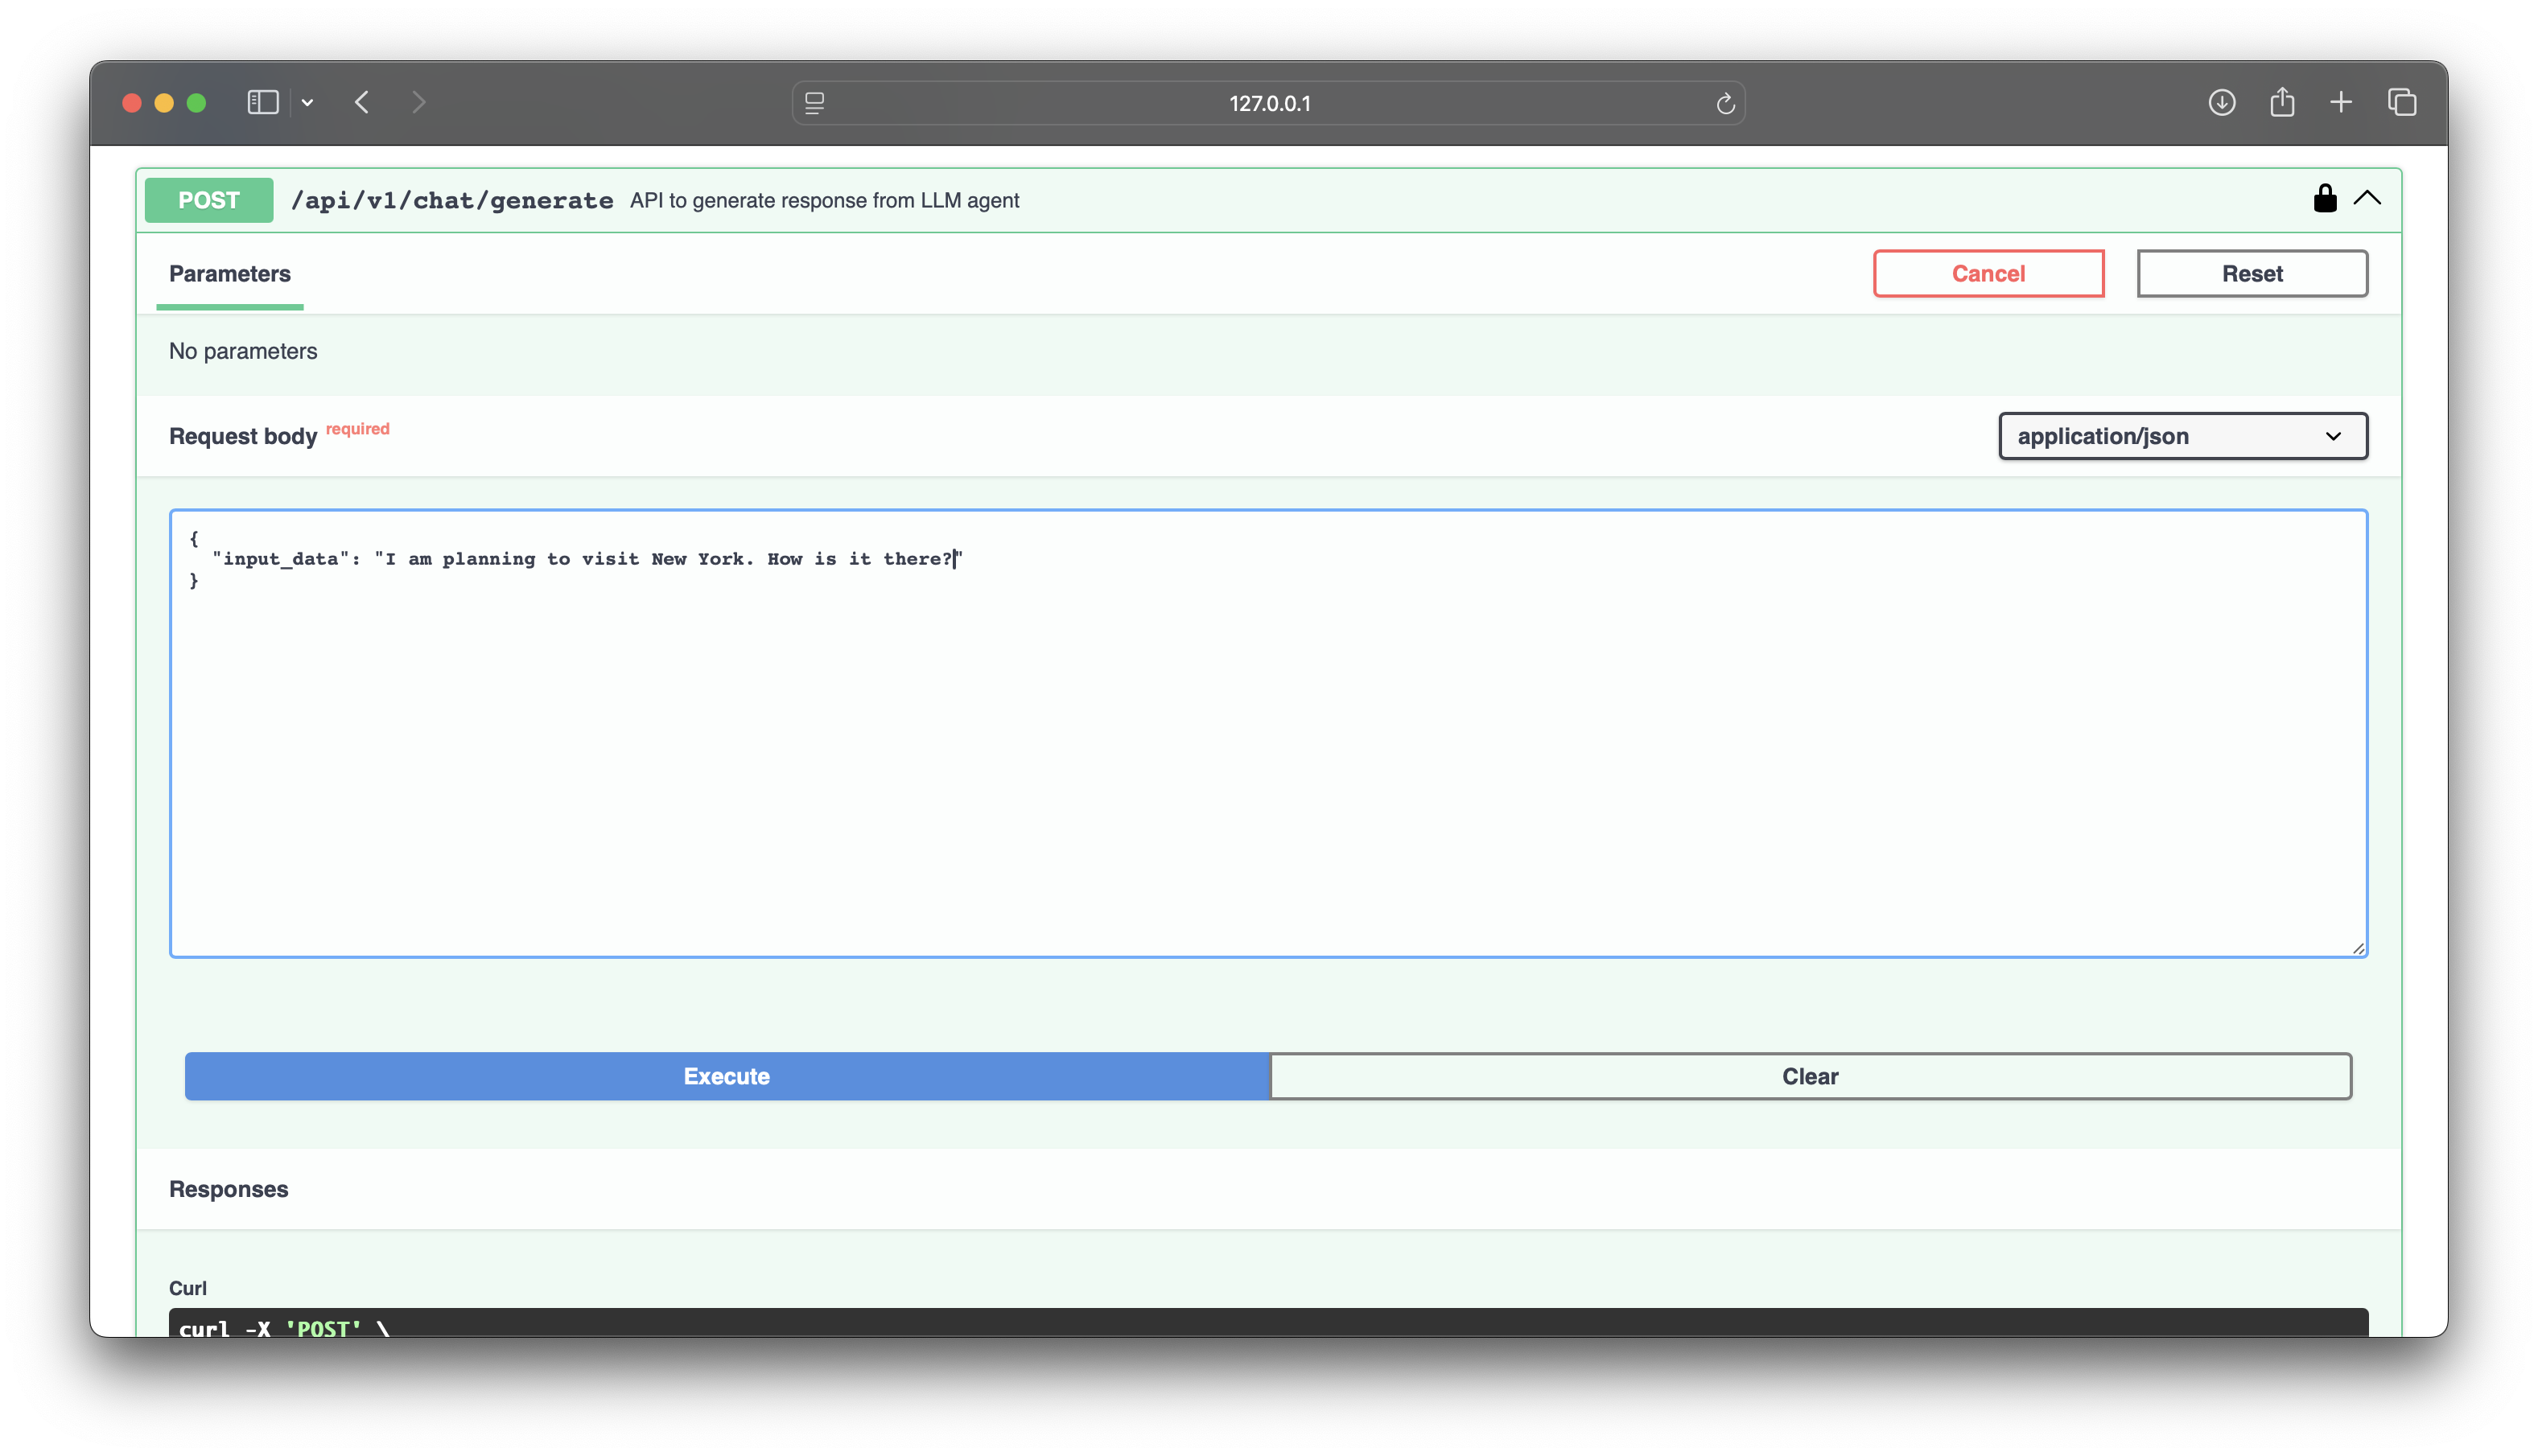 127.0.0.1
POST /api/v1/chat/generate API to generate response from LLM agent
Parameters
Cancel
Reset
No parameters
Request body required
application/json
{
  "input_data": "I am planning to visit New York. How is it there?"
}
Execute
Clear
Responses
Curl
curl -X 'POST' \